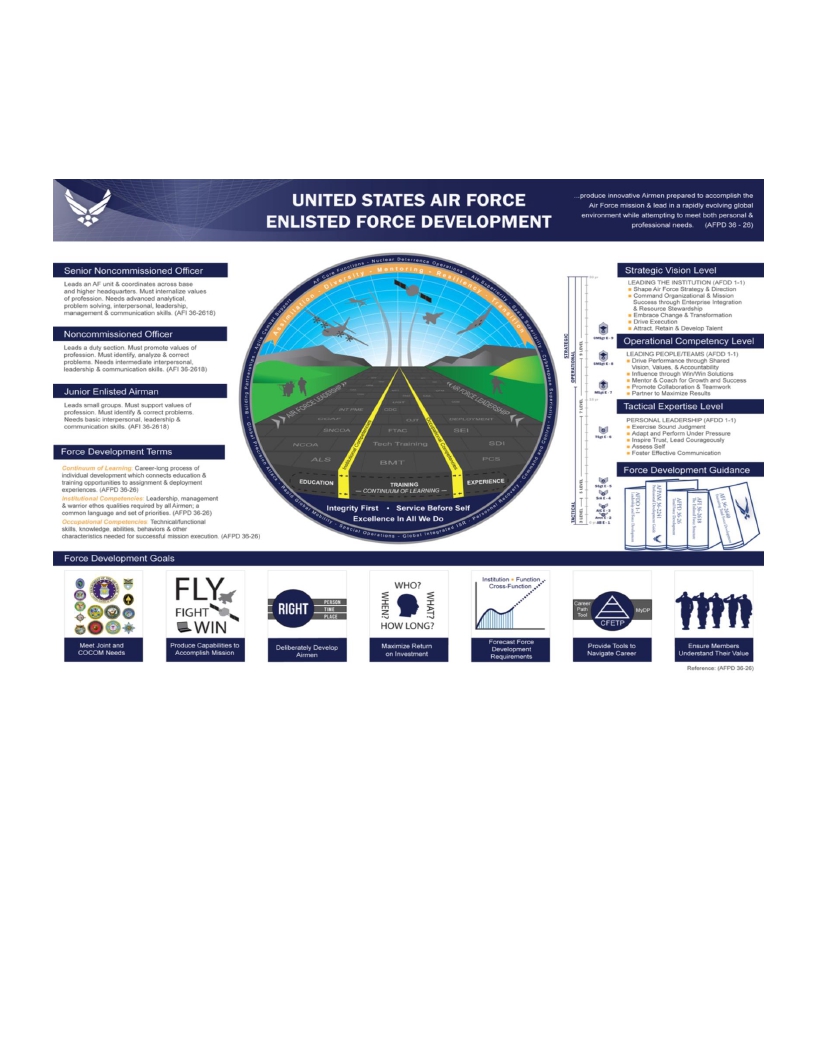 UNITED STATES AIR FORCE
ENLISTED FORCE DEVELOPMENT
...produce innovative Airmen prepared to accomplish the
Air Force mission & lead in a rapidly evolving global
environment while attempting to meet both personal &
professional needs. (AFPD 36 - 26)
Senior Noncommissioned Officer
Leads an AF unit & coordinates across base
and higher headquarters. Must internalize values
of profession. Needs advanced analytical,
problem solving, interpersonal, leadership,
management & communication skills. (AFI 36-2618)
Noncommissioned Officer
Leads a duty section. Must promote values of
profession. Must identify, analyze & correct
problems. Needs intermediate interpersonal,
leadership & communication skills. (AFI 36-2618)
Junior Enlisted Airman
Leads small groups. Must support values of
profession. Must identify & correct problems.
Needs basic interpersonal, leadership &
communication skills. (AFI 36-2618)
Force Development Terms
Continuum of Learning: Career-long process of
individual development which connects education &
training opportunities to assignment & deployment
experiences. (AFPD 36-26)
Institutional Competencies: Leadership, management
& warrior ethos qualities required by all Airmen; a
common language and set of priorities. (AFPD 36-26)
Occupational Competencies: Technical/functional
skills, knowledge, abilities, behaviors & other
characteristics needed for successful mission execution. (AFPD 36-26)
AF Core Functions - Nuclear Deterrence Operations - Air Superiority
Building Partnerships - Agile Combat Support
Diversity - Mentoring - Resiliency
AIR FORCE LEADERSHIP
AIR FORCE LEADERSHIP
DEPLOYMENT
SNCOA FTAC SEI
NCOA Tech Training SDI
ALS BMT PCS
EDUCATION TRAINING EXPERIENCE
— CONTINUUM OF LEARNING —
Integrity First • Service Before Self
Excellence In All We Do
Rapid Global Mobility - Special Operations - Global Integrated ISR - Personnel Recovery - Command and Control
STRATEGIC
OPERATIONAL
TACTICAL
Strategic Vision Level
LEADING THE INSTITUTION (AFDD 1-1)
Shape Air Force Strategy & Direction
Command Organizational & Mission
Success through Enterprise Integration
& Resource Stewardship
Embrace Change & Transformation
Drive Execution
Attract, Retain & Develop Talent
Operational Competency Level
LEADING PEOPLE/TEAMS (AFDD 1-1)
Drive Performance through Shared
Vision, Values, & Accountability
Influence through Win/Win Solutions
Mentor & Coach for Growth and Success
Promote Collaboration & Teamwork
Partner to Maximize Results
Tactical Expertise Level
PERSONAL LEADERSHIP (AFDD 1-1)
Exercise Sound Judgment
Adapt and Perform Under Pressure
Inspire Trust, Lead Courageously
Assess Self
Foster Effective Communication
Force Development Guidance
AFDD 1-1
AFPAM 36-2241
AFPD 36-26
AFI 36-2618
Force Development Goals
Meet Joint and
COCOM Needs
FLY
FIGHT
WIN
Produce Capabilities to
Accomplish Mission
RIGHT
PERSON
TIME
PLACE
Deliberately Develop
Airmen
WHO?
WHEN?
WHAT?
HOW LONG?
Maximize Return
on Investment
Institution + Function
Cross-Function
Forecast Force
Development
Requirements
Career
Path
Tool
MyDP
CFETP
Provide Tools to
Navigate Career
Ensure Members
Understand Their Value
Reference: (AFPD 36-26)